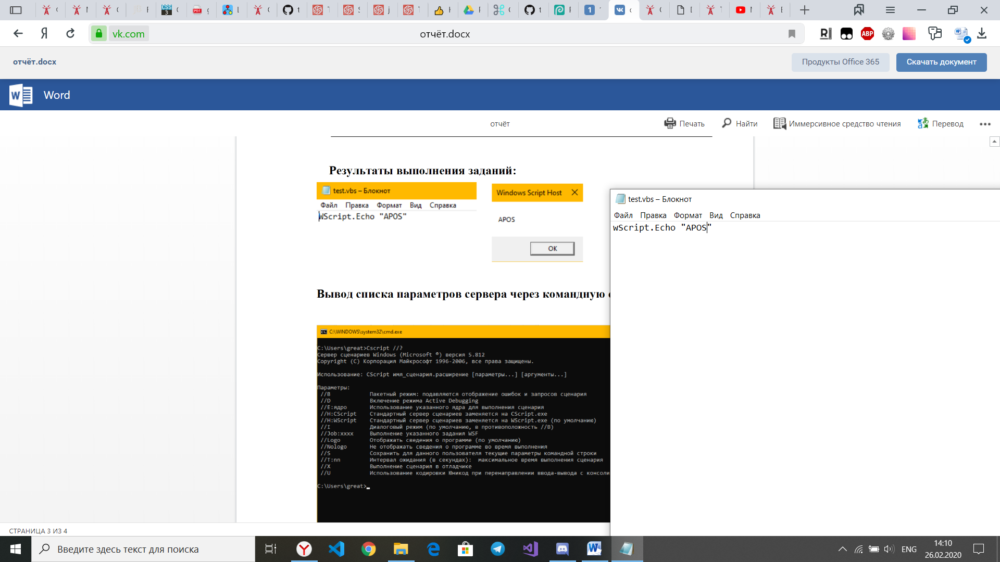 vk.com
отчёт.docx
отчёт.docx
Продукты Office 365
Скачать документ
Word
отчёт
Печать
Найти
Иммерсивное средство чтения
Перевод
Результаты выполнения заданий:
test.vbs – Блокнот
Файл Правка Формат Вид Справка
WScript.Echo "APOS"
Windows Script Host
APOS
OK
test.vbs – Блокнот
Файл Правка Формат Вид Справка
wScript.Echo "APOS"
Вывод списка параметров сервера через командную
C:\WINDOWS\system32\cmd.exe
C:\Users\great>Cscript //?
Сервер сценариев Windows (Microsoft ®) версия 5.812
Copyright (C) Корпорация Майкрософт 1996-2006, все права защищены.
Использование: CScript имя_сценария.расширение [параметры...] [аргументы...]
Параметры:
//B Пакетный режим: подавляются отображение ошибок и запросов сценария
//D Включение режима Active Debugging
//E:ядро Использование указанного ядра для выполнения сценария
//H:CScript Стандартный сервер сценариев заменяется на CScript.exe
//H:WScript Стандартный сервер сценариев заменяется на WScript.exe (по умолчанию)
//I Диалоговый режим (по умолчанию, в противоположность //B)
//Job:xxxx Выполнение указанного задания WSF
//Logo Отображать сведения о программе (по умолчанию)
//Nologo Не отображать сведения о программе во время выполнения
//S Сохранить для данного пользователя текущие параметры командной строки
//T:nn Интервал ожидания (в секундах): максимальное время выполнения сценария
//X Выполнение сценария в отладчике
//U Использование кодировки Юникод при перенаправлении ввода-вывода с консоли
C:\Users\great>
СТРАНИЦА 3 ИЗ 4
Введите здесь текст для поиска
ENG
14:10
26.02.2020